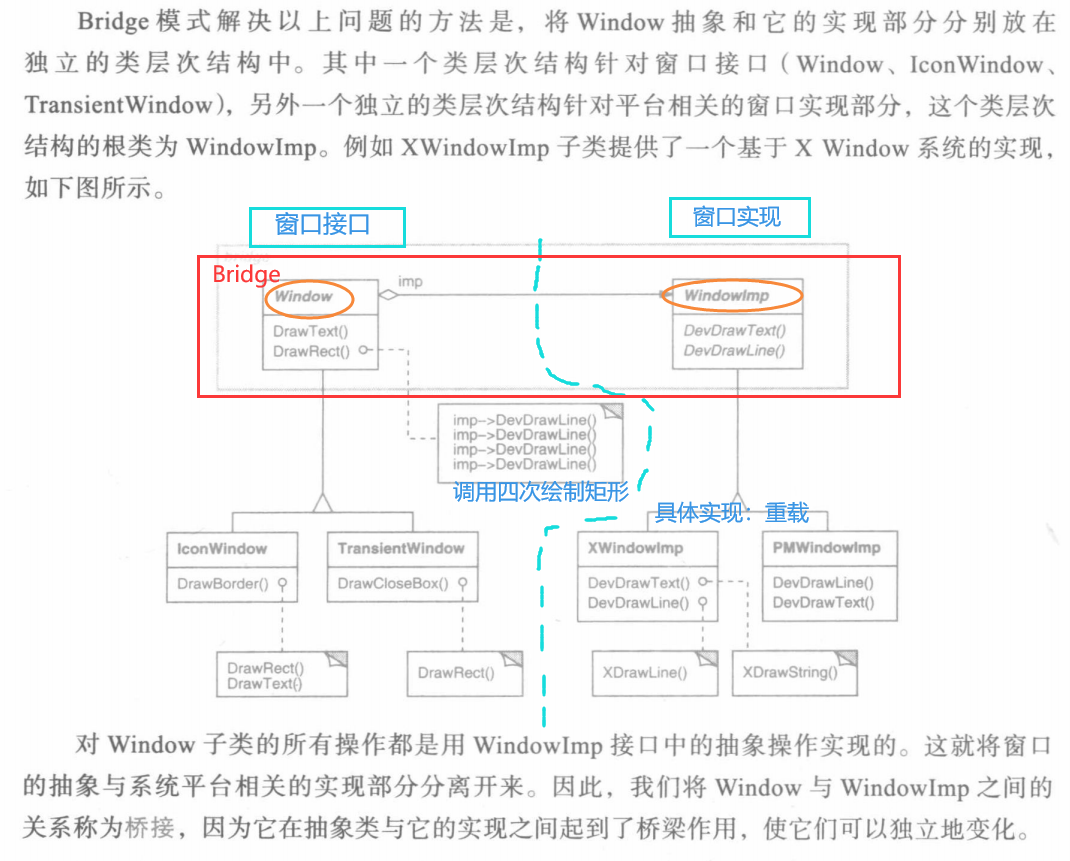 Bridge 模式解决以上问题的方法是，将 Window 抽象和它的实现部分分别放在
独立的类层次结构中。其中一个类层次结构针对窗口接口（Window、IconWindow、
TransientWindow），另外一个独立的类层次结构针对平台相关的窗口实现部分，这个类层次
结构的根类为 WindowImp。例如 XWindowImp 子类提供了一个基于 X Window 系统的实现，
如下图所示。
窗口接口
窗口实现
Bridge
imp
Window
WindowImp
DrawText()
DrawRect()
DevDrawText()
DevDrawLine()
imp–>DevDrawLine()
imp–>DevDrawLine()
imp–>DevDrawLine()
imp–>DevDrawLine()
调用四次绘制矩形
具体实现：重载
IconWindow
TransientWindow
XWindowImp
PMWindowImp
DrawBorder()
DrawCloseBox()
DevDrawText()
DevDrawLine()
DevDrawLine()
DevDrawText()
DrawRect()
DrawText()
DrawRect()
XDrawLine()
XDrawString()
对 Window 子类的所有操作都是用 WindowImp 接口中的抽象操作实现的。这就将窗口
的抽象与系统平台相关的实现部分分离开来。因此，我们将 Window 与 WindowImp 之间的
关系称为桥接，因为它在抽象类与它的实现之间起到了桥梁作用，使它们可以独立地变化。